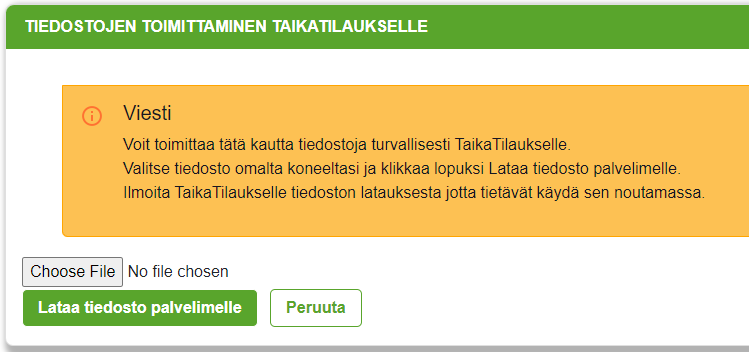 TIEDOSTOJEN TOIMITTAMINEN TAIKATILAUKSELLE
Viesti
Voit toimittaa tätä kautta tiedostoja turvallisesti TaikaTilaukselle.
Valitse tiedosto omalta koneeltasi ja klikkaa lopuksi Lataa tiedosto palvelimelle.
Ilmoita TaikaTilaukselle tiedoston latauksesta jotta tietävät käydä sen noutamassa.
Choose File No file chosen
Lataa tiedosto palvelimelle Peruuta